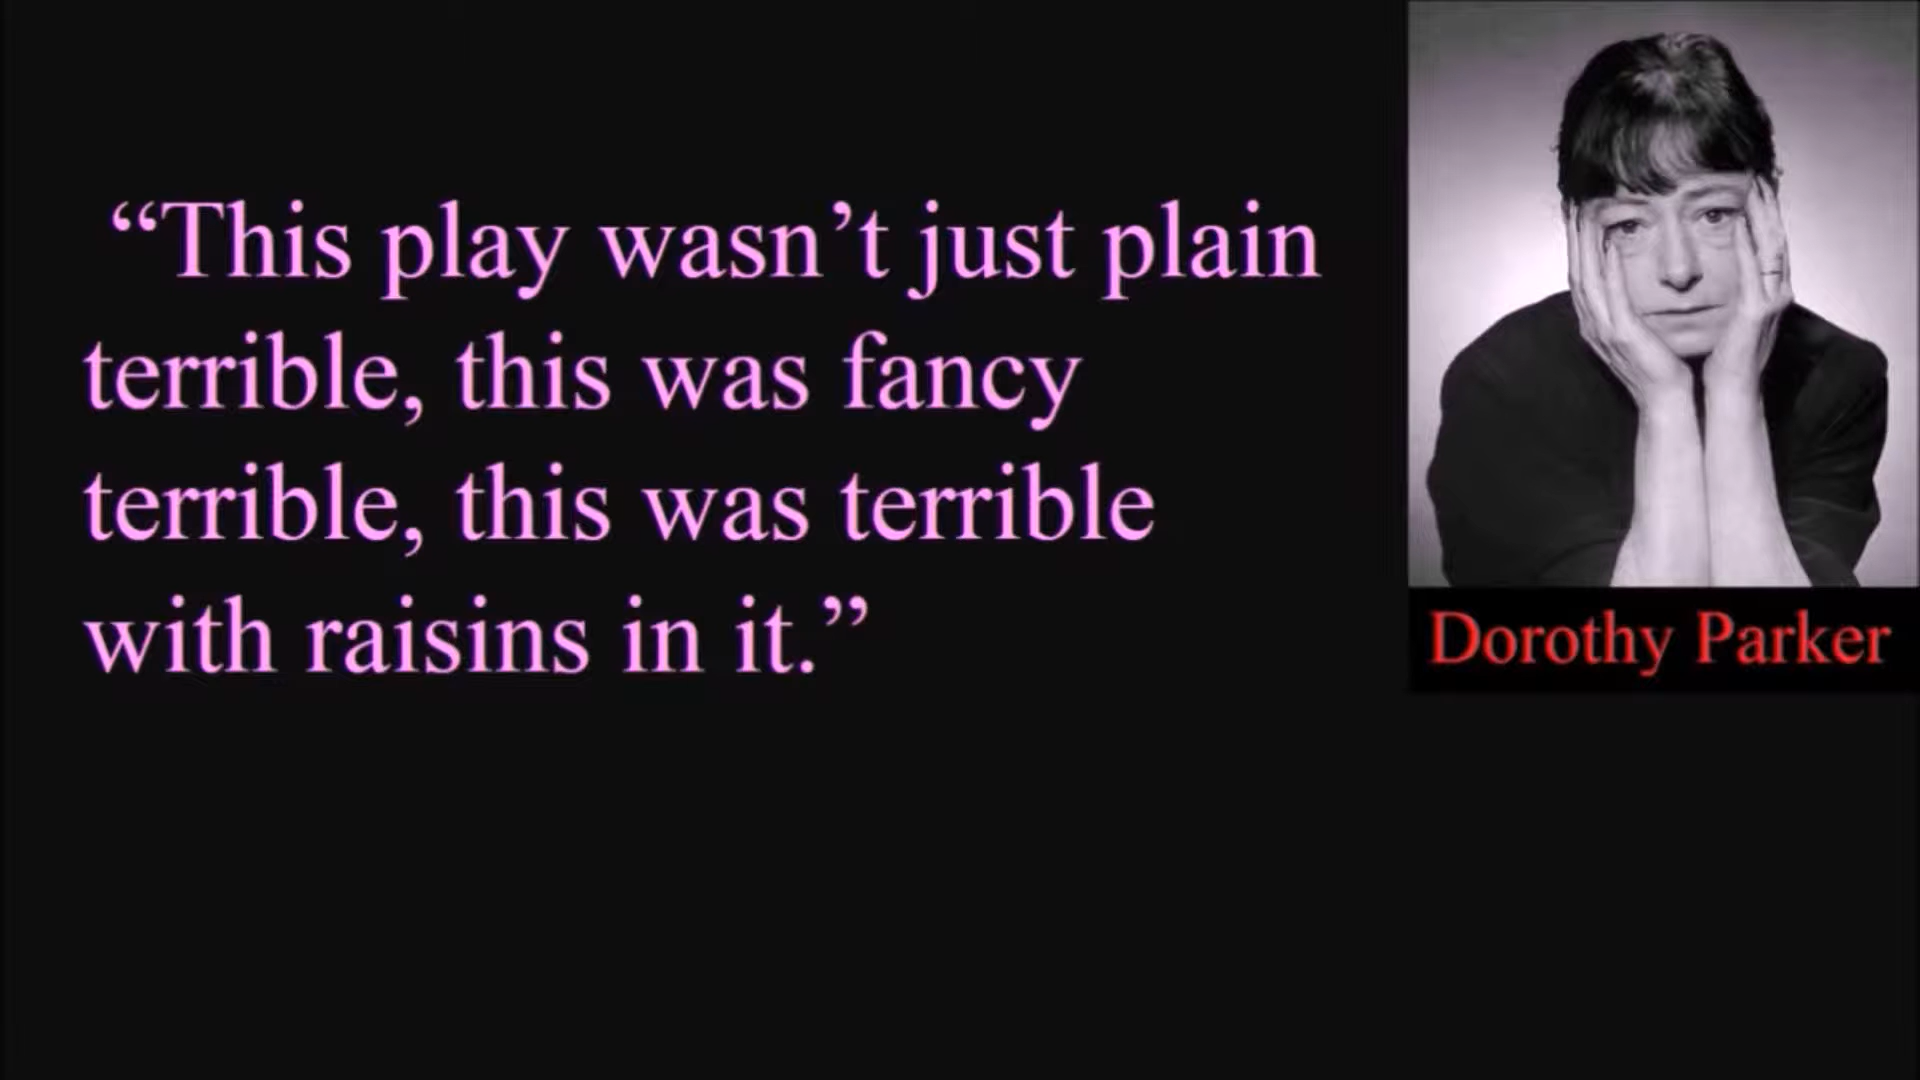 “This play wasn’t just plain
terrible, this was fancy
terrible, this was terrible
with raisins in it.”
Dorothy Parker